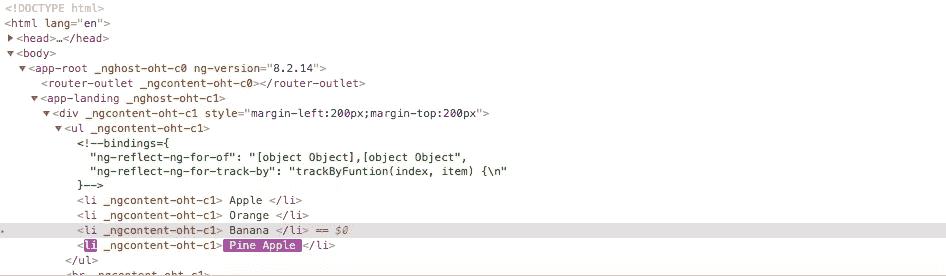 <!DOCTYPE html>
<html lang="en">
▶<head>…</head>
▼<body>
▼<app-root _nghost-oht-c0 ng-version="8.2.14">
<router-outlet _ngcontent-oht-c0></router-outlet>
▼<app-landing _nghost-oht-c1>
▼<div _ngcontent-oht-c1 style="margin-left:200px;margin-top:200px">
▼<ul _ngcontent-oht-c1>
<!--bindings={
"ng-reflect-ng-for-of": "[object Object],[object Object",
"ng-reflect-ng-for-track-by": "trackByFuntion(index, item) {\n"
}-->
<li _ngcontent-oht-c1> Apple </li>
<li _ngcontent-oht-c1> Orange </li>
<li _ngcontent-oht-c1> Banana </li> == $0
<li _ngcontent-oht-c1> Pine Apple </li>
</ul>
<br _ngcontent-oht-c1>